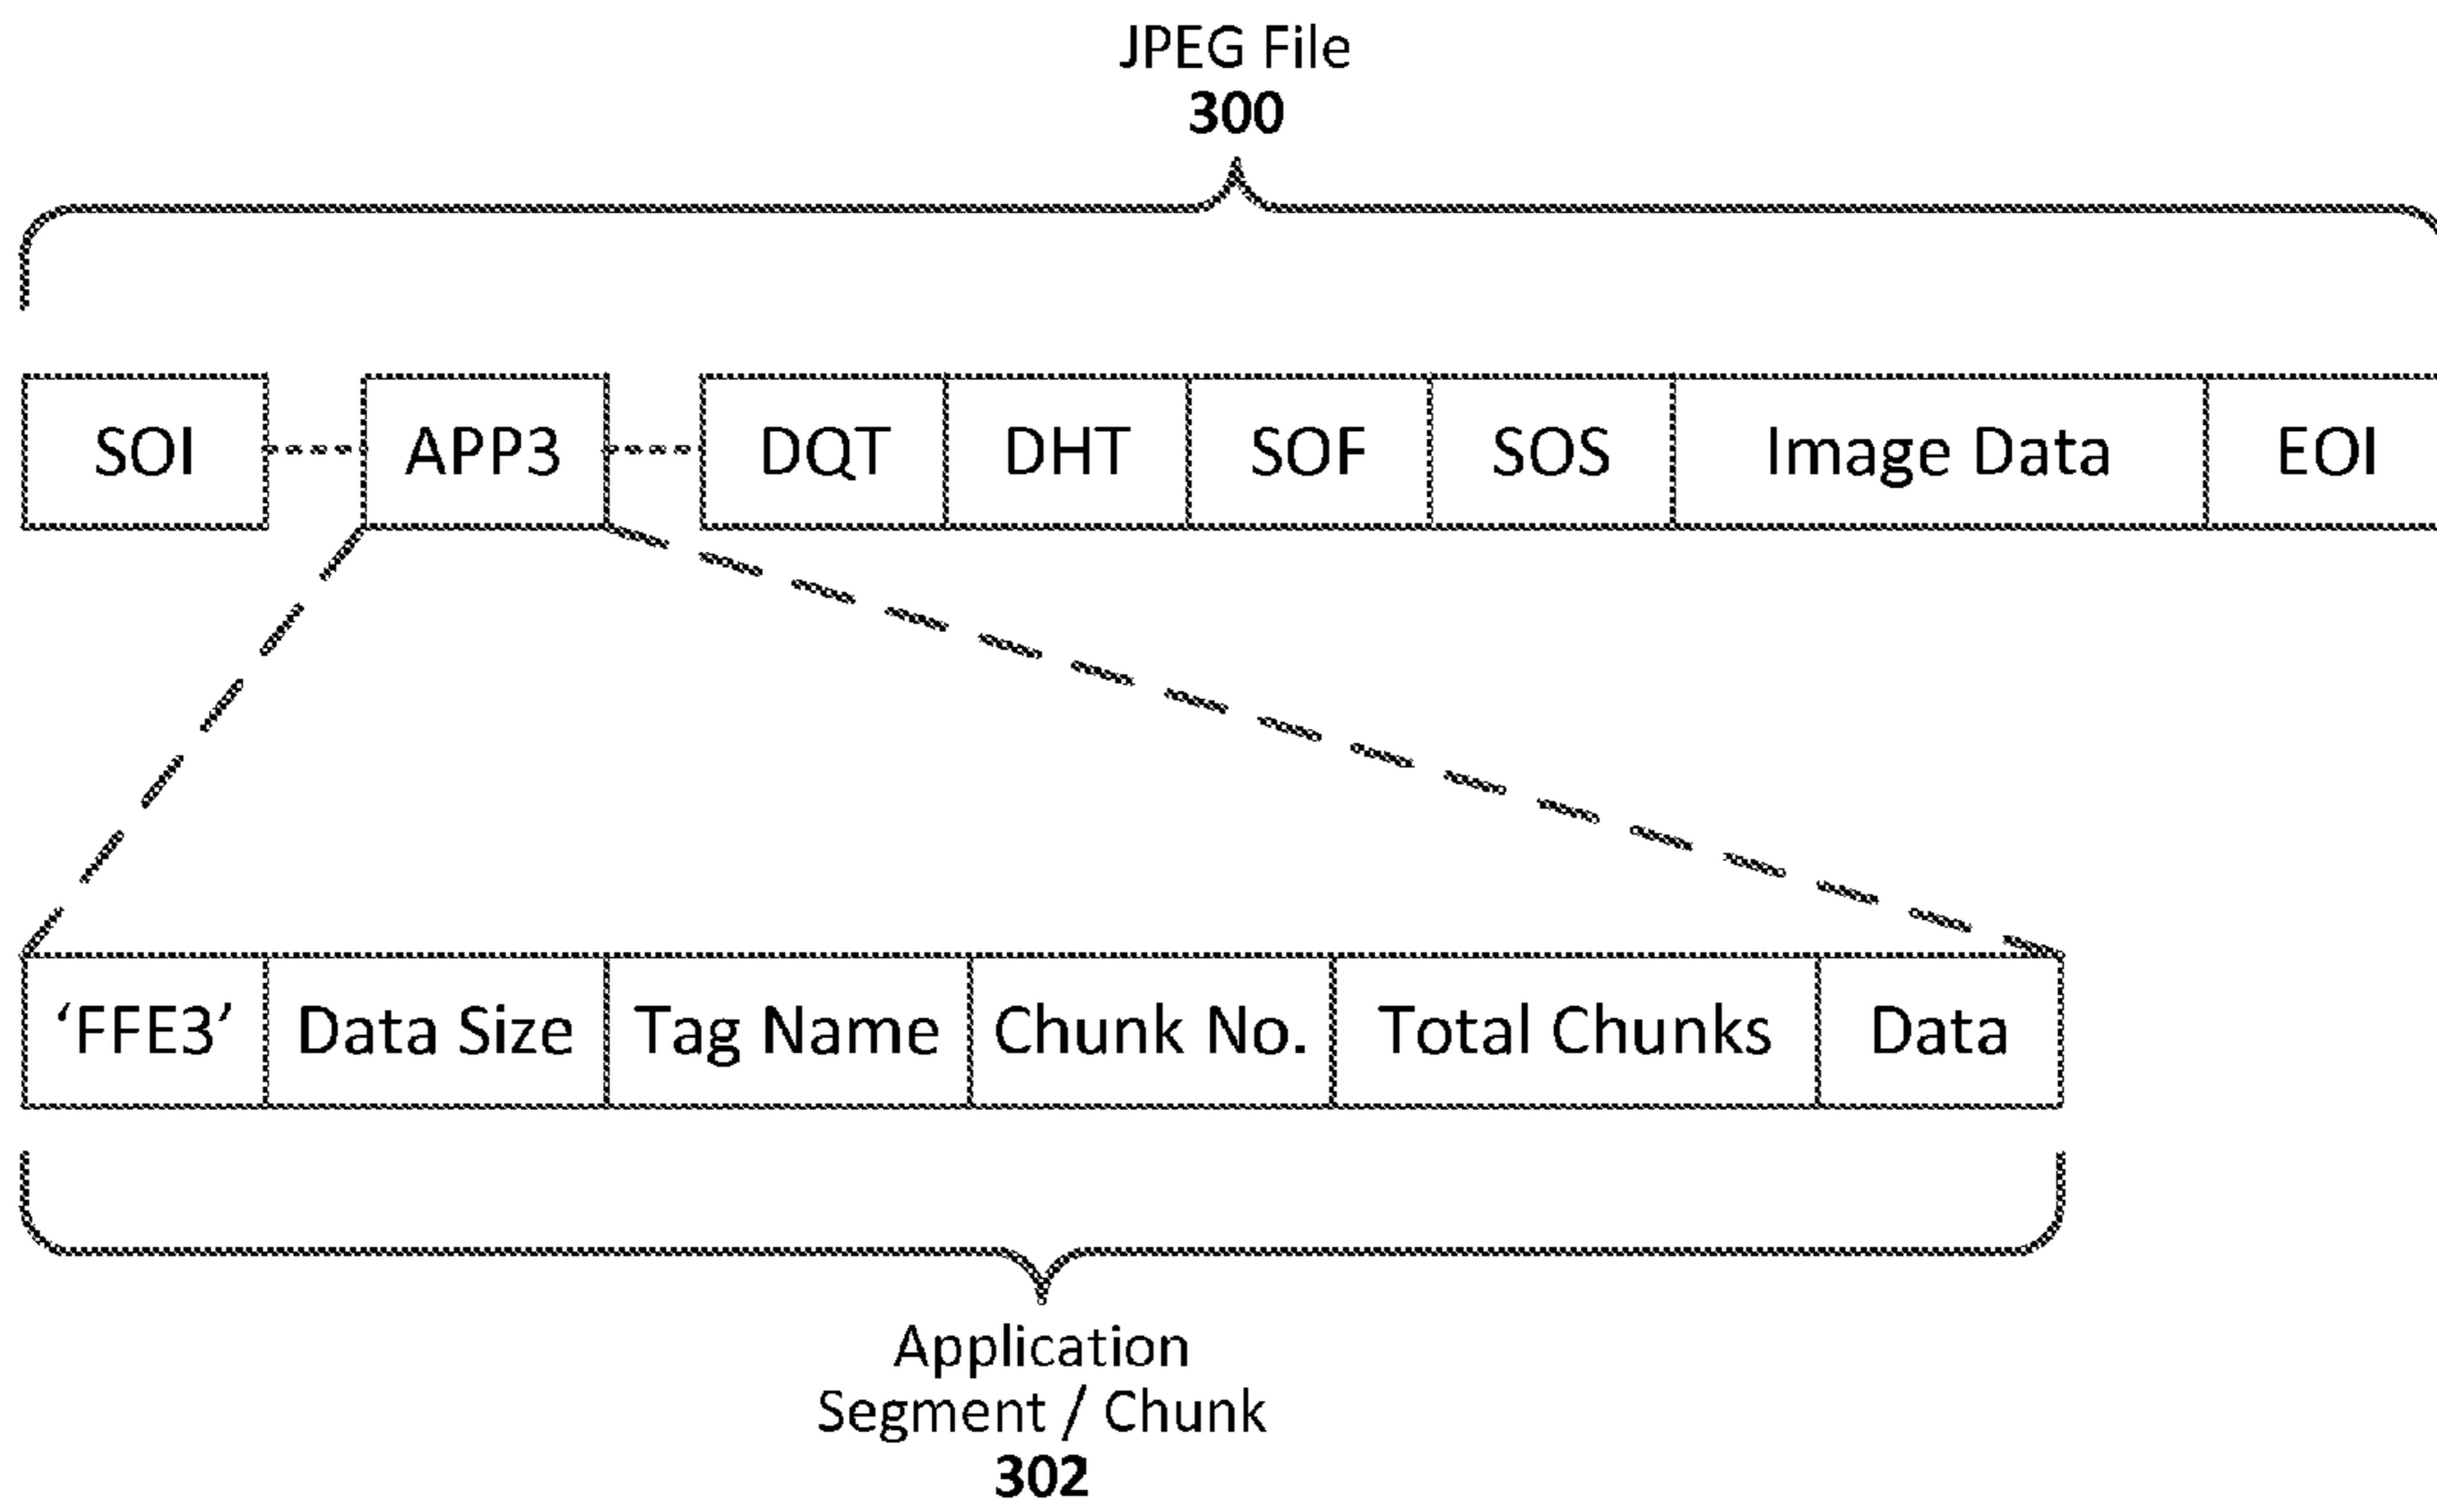 JPEG File
300
SOI APP3 DQT DHT SOF SOS Image Data EOI
‘FFE3’ Data Size Tag Name Chunk No. Total Chunks Data
Application
Segment / Chunk
302